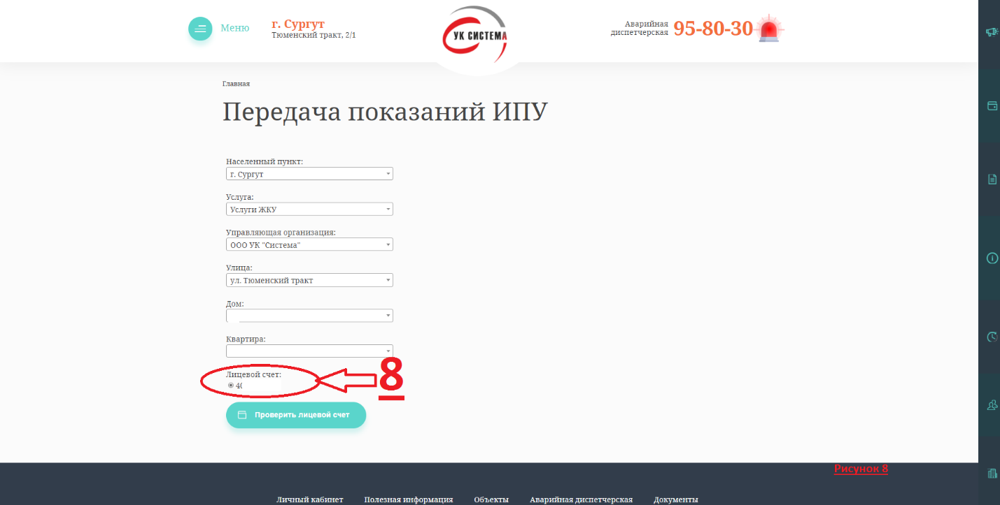 Меню
г. Сургут
Тюменский тракт, 2/1
УК СИСТЕМА
Аварийная
диспетчерская
95-80-30
Главная
Передача показаний ИПУ
Населенный пункт:
г. Сургут
Услуга:
Услуги ЖКУ
Управляющая организация:
ООО УК "Система"
Улица:
ул. Тюменский тракт
Дом:
Квартира:
Лицевой счет:
8
Проверить лицевой счет
Рисунок 8
Личный кабинет
Полезная информация
Объекты
Аварийная диспетчерская
Документы